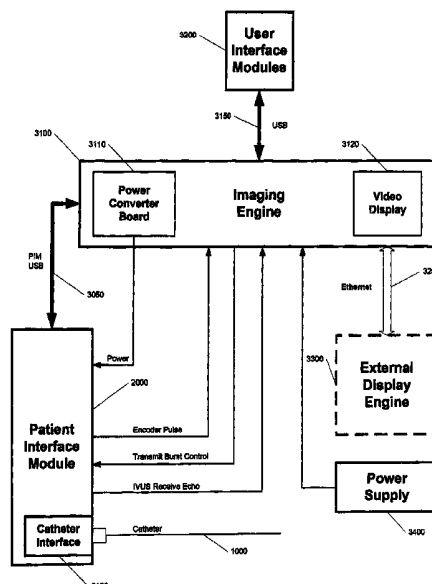 3200
User
Interface
Modules
3150
USB
3100
3110
3120
Power
Converter
Board
Imaging
Engine
Video
Display
PIM
USB
3050
Ethernet
Power
2000
3300
External
Display
Engine
Patient
Interface
Module
Encoder Pulse
Transmit Burst Control
IVUS Receive Echo
Power
Supply
3400
Catheter
Interface
Catheter
1000